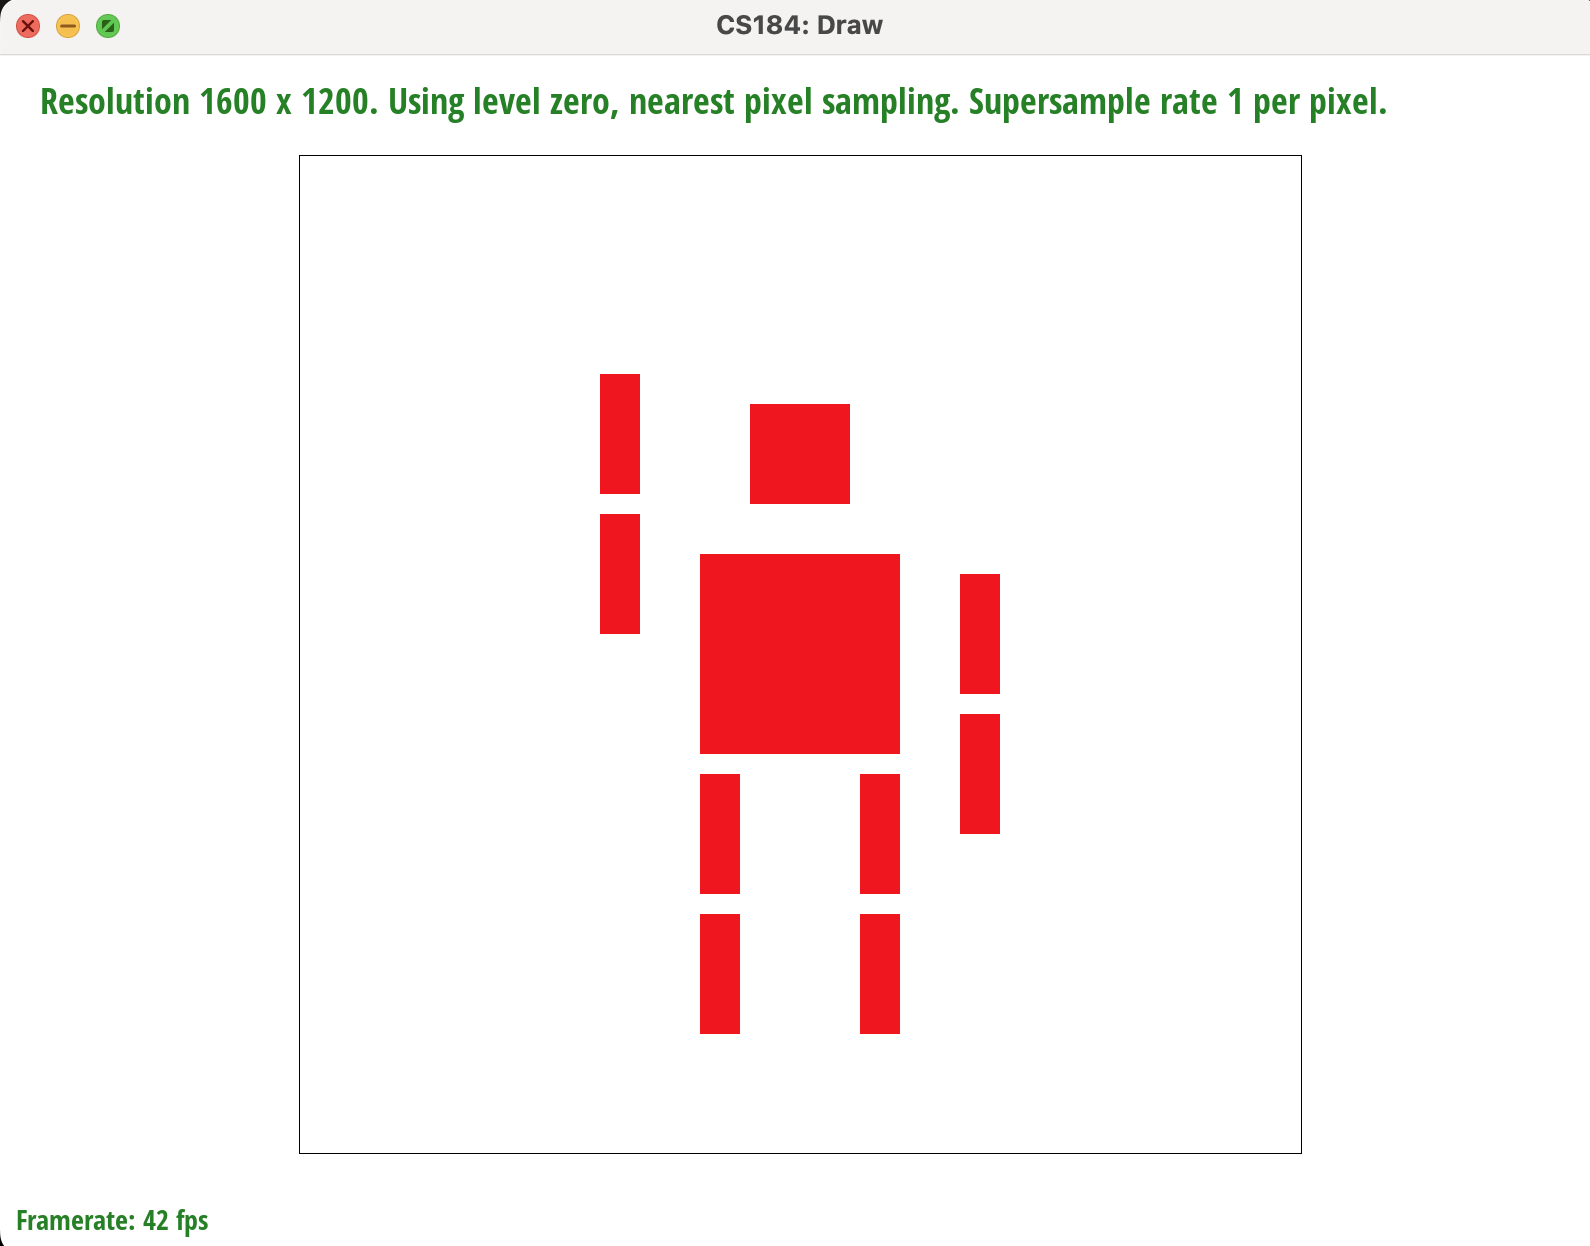 CS184: Draw
Resolution 1600 x 1200. Using level zero, nearest pixel sampling. Supersample rate 1 per pixel.
Framerate: 42 fps